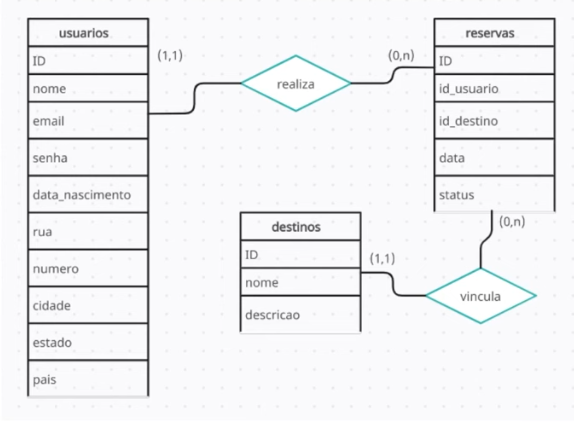 usuarios
ID
nome
email
senha
data_nascimento
rua
numero
cidade
estado
pais
(1,1)
realiza
(0,n)
reservas
ID
id_usuario
id_destino
data
status
(0,n)
destinos
ID
nome
descricao
(1,1)
vincula